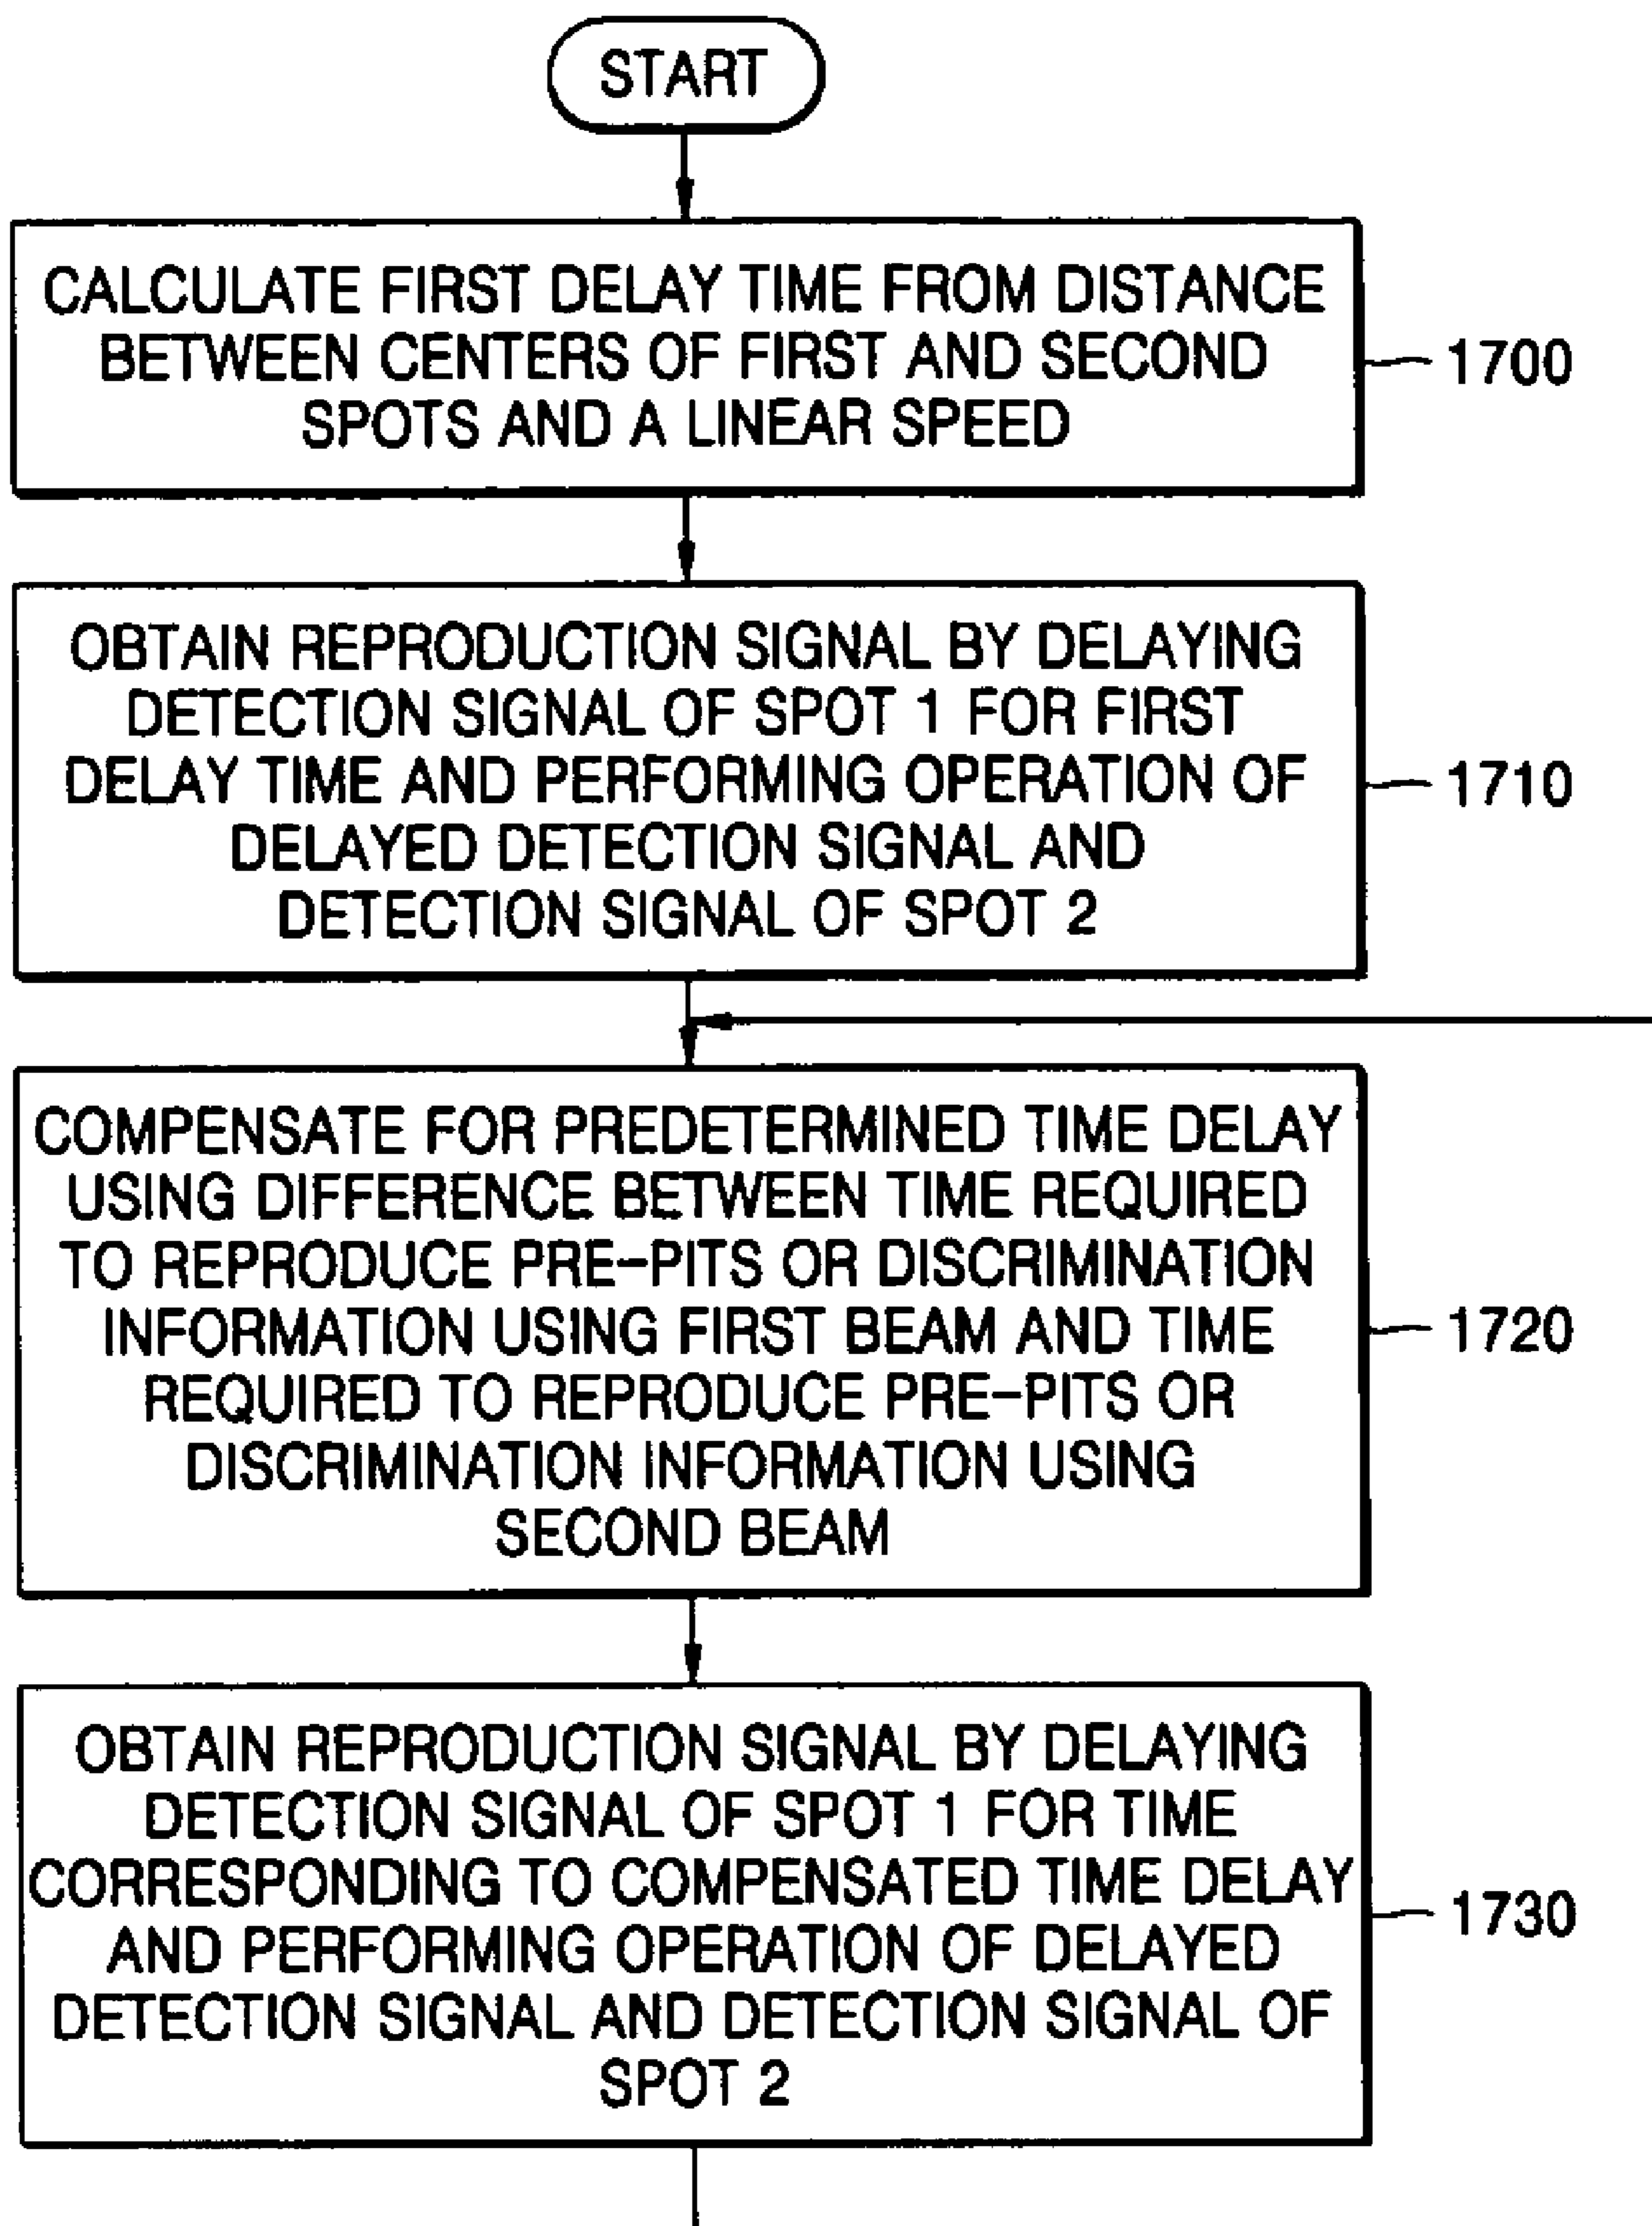 START
CALCULATE FIRST DELAY TIME FROM DISTANCE
BETWEEN CENTERS OF FIRST AND SECOND
SPOTS AND A LINEAR SPEED
1700
OBTAIN REPRODUCTION SIGNAL BY DELAYING
DETECTION SIGNAL OF SPOT 1 FOR FIRST
DELAY TIME AND PERFORMING OPERATION OF
DELAYED DETECTION SIGNAL AND
DETECTION SIGNAL OF SPOT 2
1710
COMPENSATE FOR PREDETERMINED TIME DELAY
USING DIFFERENCE BETWEEN TIME REQUIRED
TO REPRODUCE PRE-PITS OR DISCRIMINATION
INFORMATION USING FIRST BEAM AND TIME
REQUIRED TO REPRODUCE PRE-PITS OR
DISCRIMINATION INFORMATION USING
SECOND BEAM
1720
OBTAIN REPRODUCTION SIGNAL BY DELAYING
DETECTION SIGNAL OF SPOT 1 FOR TIME
CORRESPONDING TO COMPENSATED TIME DELAY
AND PERFORMING OPERATION OF DELAYED
DETECTION SIGNAL AND DETECTION SIGNAL OF
SPOT 2
1730